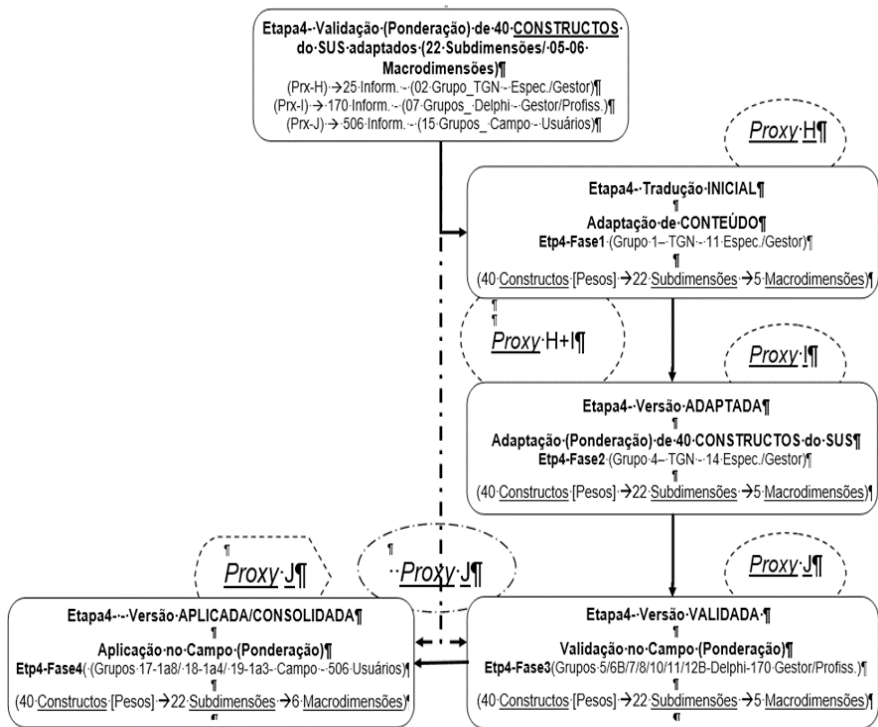 ¶
Etapa4-·Validação·(Ponderação)·de·40·CONSTRUCTOS·
do·SUS·adaptados·(22·Subdimensões/·05-06·
Macrodimensões)¶
(Prx-H)·→25·Inform.·-·(02·Grupo_TGN·-·Espec./Gestor)¶
(Prx-I)·→·170·Inform.·-·(07·Grupos_·Delphi·-·Gestor/Profiss.)¶
(Prx-J)·→·506·Inform.·-·(15·Grupos_·Campo·-·Usuários)¶
Proxy·H¶
Etapa4-·Tradução·INICIAL¶
¶
Adaptação·de·CONTEÚDO¶
Etp4-Fase1·(Grupo·1–·TGN·-·11·Espec./Gestor)¶
¶
(40·Constructos·[Pesos]·→22·Subdimensões·→5·Macrodimensões)¶
¶
¶
Proxy·H+I¶
Proxy·I¶
Etapa4-·Versão·ADAPTADA¶
¶
Adaptação·(Ponderação)·de·40·CONSTRUCTOS·do·SUS¶
Etp4-Fase2·(Grupo·4–·TGN·-·14·Espec./Gestor)¶
¶
(40·Constructos·[Pesos]·→22·Subdimensões·→5·Macrodimensões)¶
¶
Proxy·J¶
¶
··Proxy·J¶
Proxy·J¶
Etapa4-·-·Versão·APLICADA/CONSOLIDADA¶
¶
Aplicação·no·Campo·(Ponderação)¶
Etp4-Fase4(·(Grupos·17-1a8/·18-1a4/·19-1a3-·Campo·-·506·Usuários)¶
¶
(40·Constructos·[Pesos]·→22·Subdimensões·→6·Macrodimensões)¶
¶
Etapa4-·Versão·VALIDADA·¶
¶
Validação·no·Campo·(Ponderação)¶
Etp4-Fase3(Grupos·5/6B/7/8/10/11/12B-Delphi-170·Gestor/Profiss.)¶
¶
(40·Constructos·[Pesos]·→22·Subdimensões·→5·Macrodimensões)¶
¶